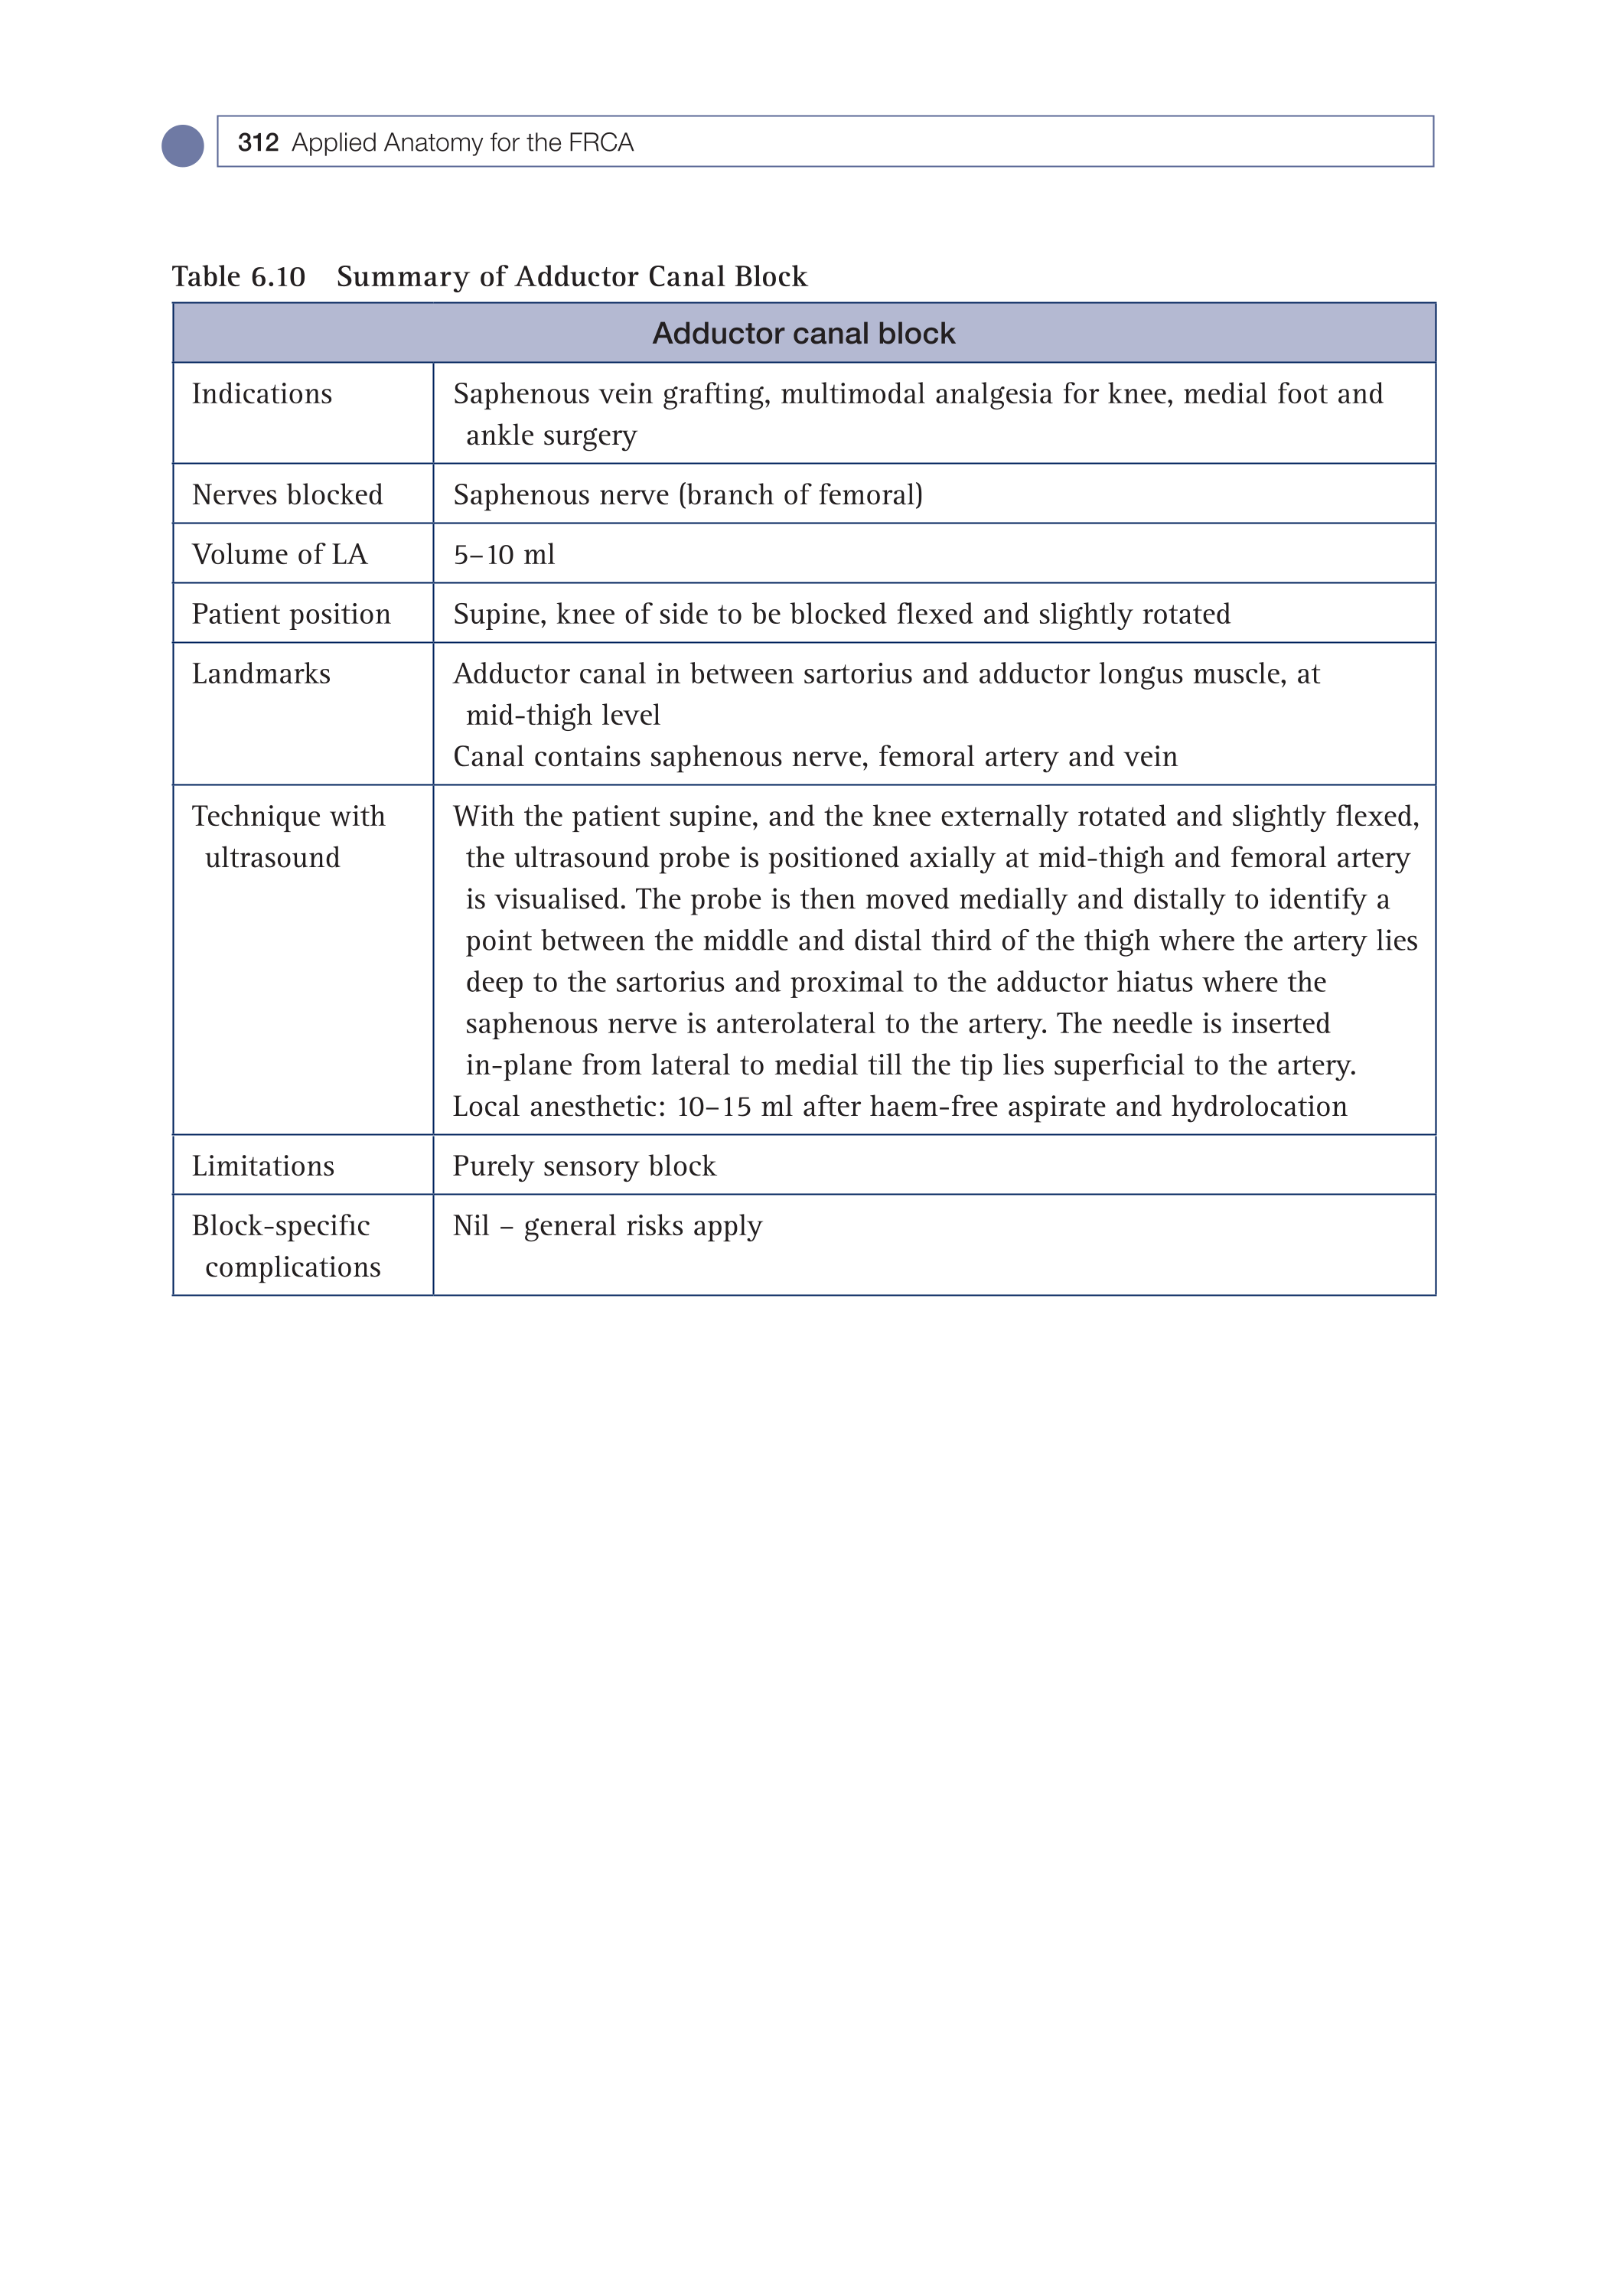 312 Applied Anatomy for the FRCA
Table 6.10 Summary of Adductor Canal Block
Adductor canal block
Indications
Saphenous vein grafting, multimodal analgesia for knee, medial foot and
ankle surgery
Nerves blocked
Saphenous nerve (branch of femoral)
Volume of LA
5–10 ml
Patient position
Supine, knee of side to be blocked flexed and slightly rotated
Landmarks
Adductor canal in between sartorius and adductor longus muscle, at
mid-thigh level
Canal contains saphenous nerve, femoral artery and vein
Technique with
ultrasound
With the patient supine, and the knee externally rotated and slightly flexed,
the ultrasound probe is positioned axially at mid-thigh and femoral artery
is visualised. The probe is then moved medially and distally to identify a
point between the middle and distal third of the thigh where the artery lies
deep to the sartorius and proximal to the adductor hiatus where the
saphenous nerve is anterolateral to the artery. The needle is inserted
in-plane from lateral to medial till the tip lies superficial to the artery.
Local anesthetic: 10–15 ml after haem-free aspirate and hydrolocation
Limitations
Purely sensory block
Block-specific
complications
Nil – general risks apply